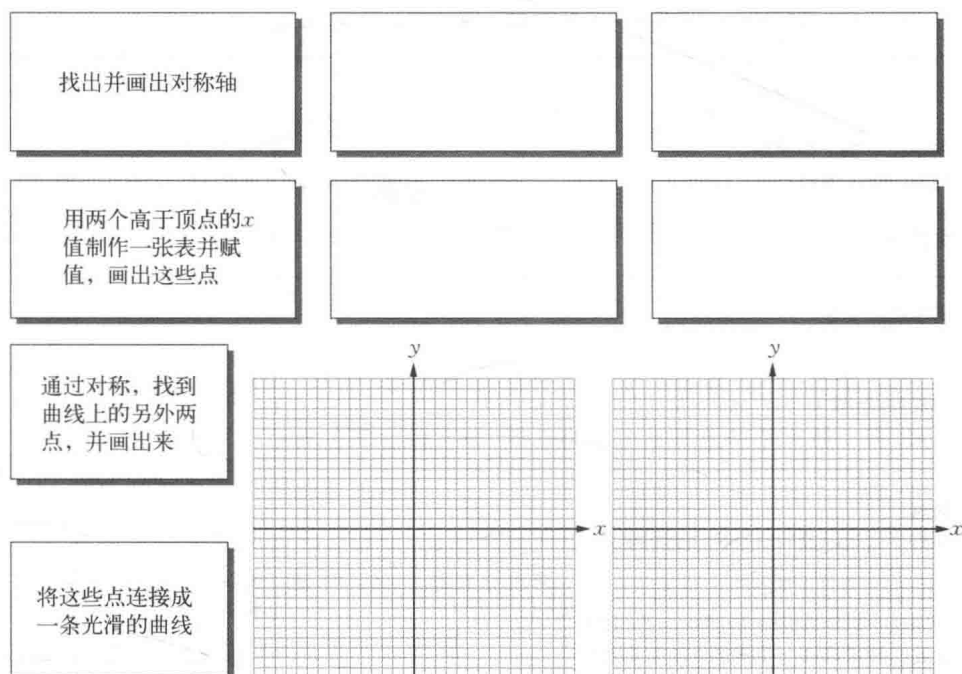 找出并画出对称轴
用两个高于顶点的x
值制作一张表并赋
值，画出这些点
通过对称，找到
曲线上的另外两
点，并画出来
y
x
y
x
将这些点连接成
一条光滑的曲线